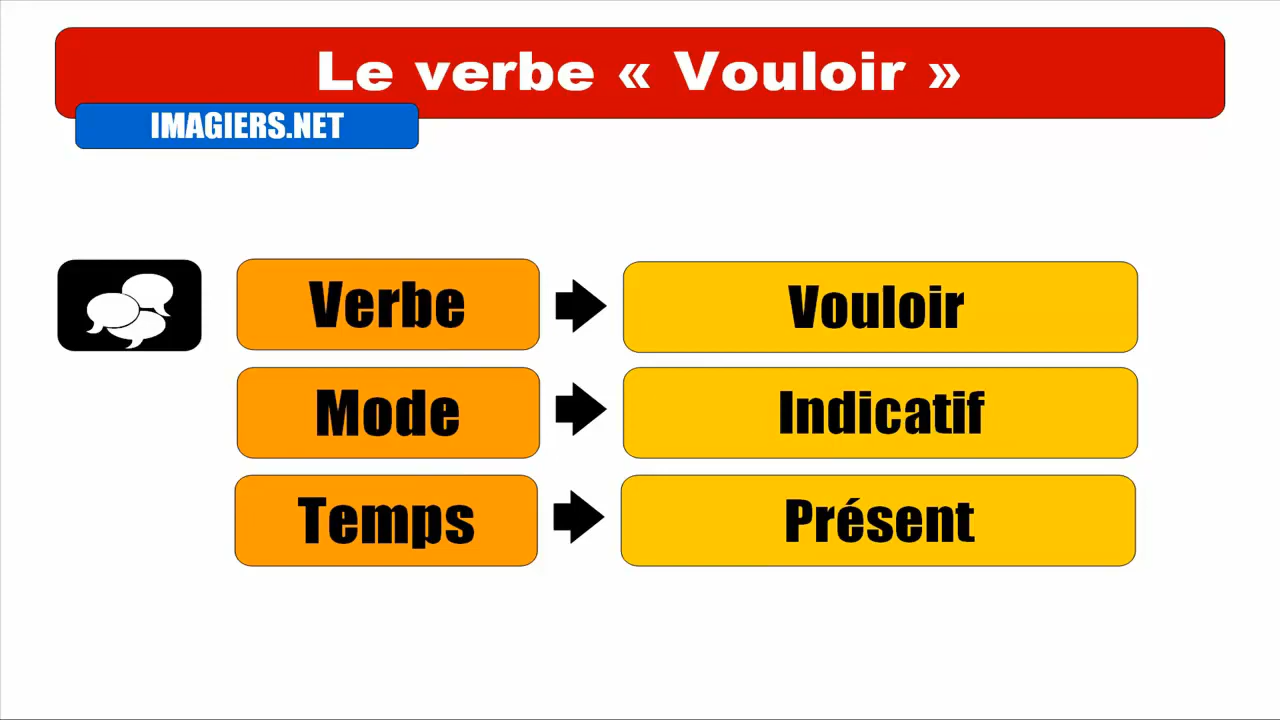 Le verbe « Vouloir »
IMAGIERS.NET
Verbe Vouloir
Mode Indicatif
Temps Présent